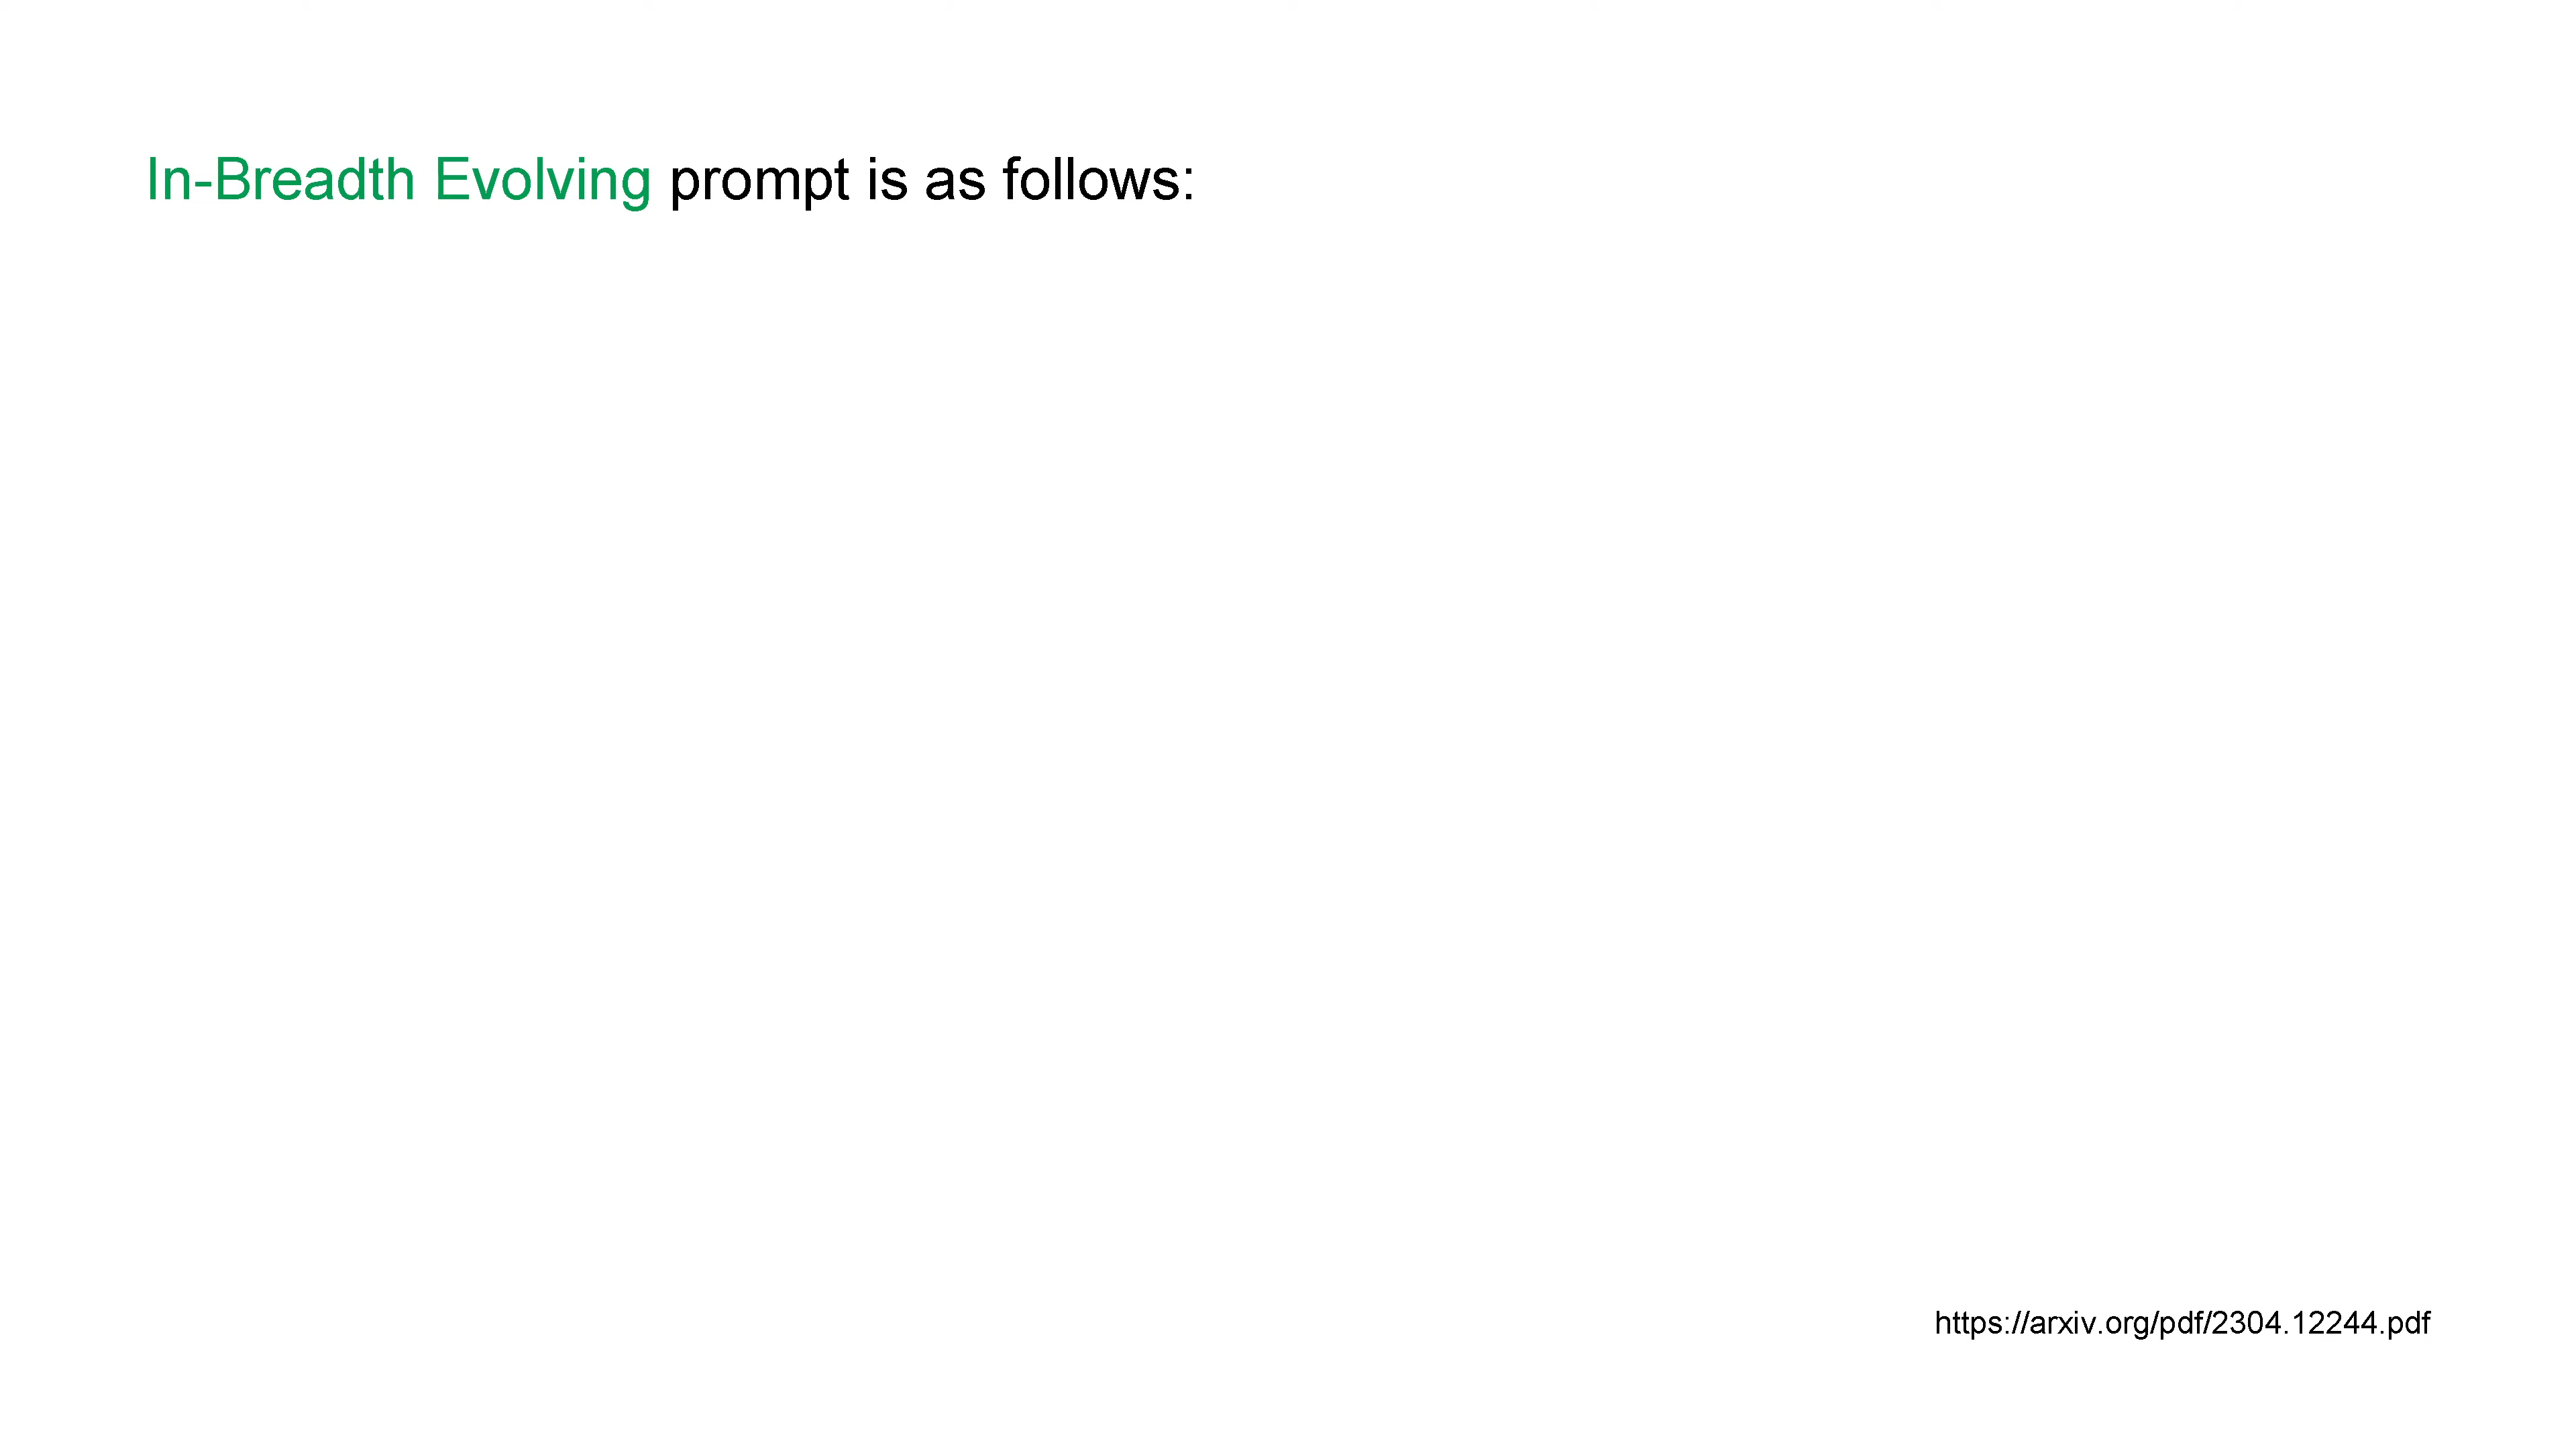 In-Breadth Evolving prompt is as follows:
https://arxiv.org/pdf/2304.12244.pdf